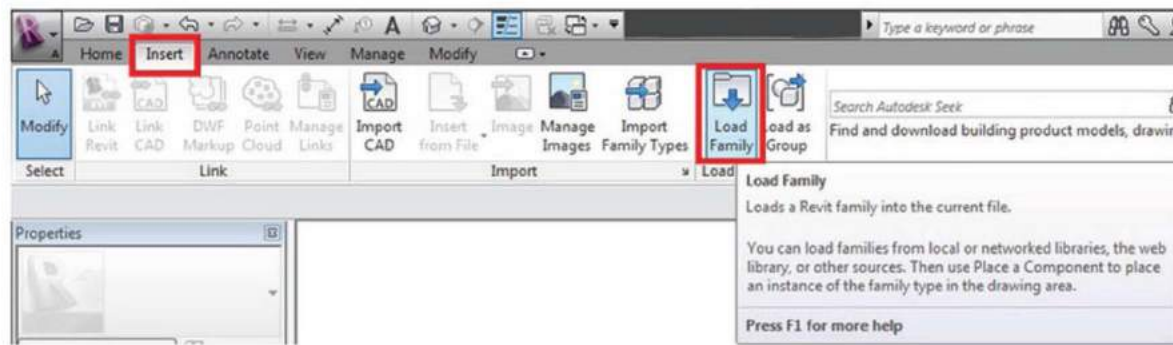 Type a keyword or phrase
Home Insert Annotate View Manage Modify
Modify Link Revit Link CAD DWF Markup Point Cloud Manage Links Import CAD Insert from File Image Manage Images Import Family Types Load Family Load as Group
CAD
CAD
Search Autodesk Seek
Find and download building product models,
Select Link Import Load
Load Family
Loads a Revit family into the current file.
You can load families from local or networked libraries, the web
library, or other sources. Then use Place a Component to place
an instance of the family type in the drawing area.
Press F1 for more help
Properties